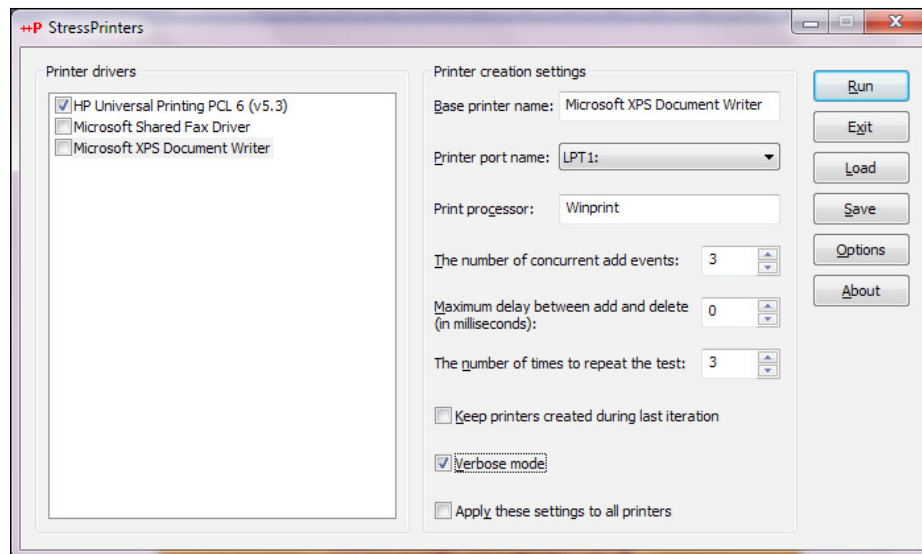 ++P StressPrinters
Printer drivers
HP Universal Printing PCL 6 (v5.3)
Microsoft Shared Fax Driver
Microsoft XPS Document Writer
Printer creation settings
Base printer name: Microsoft XPS Document Writer
Printer port name: LPT1:
Print processor: Winprint
The number of concurrent add events: 3
Maximum delay between add and delete
(in milliseconds): 0
The number of times to repeat the test: 3
Keep printers created during last iteration
Verbose mode
Apply these settings to all printers
Run
Exit
Load
Save
Options
About